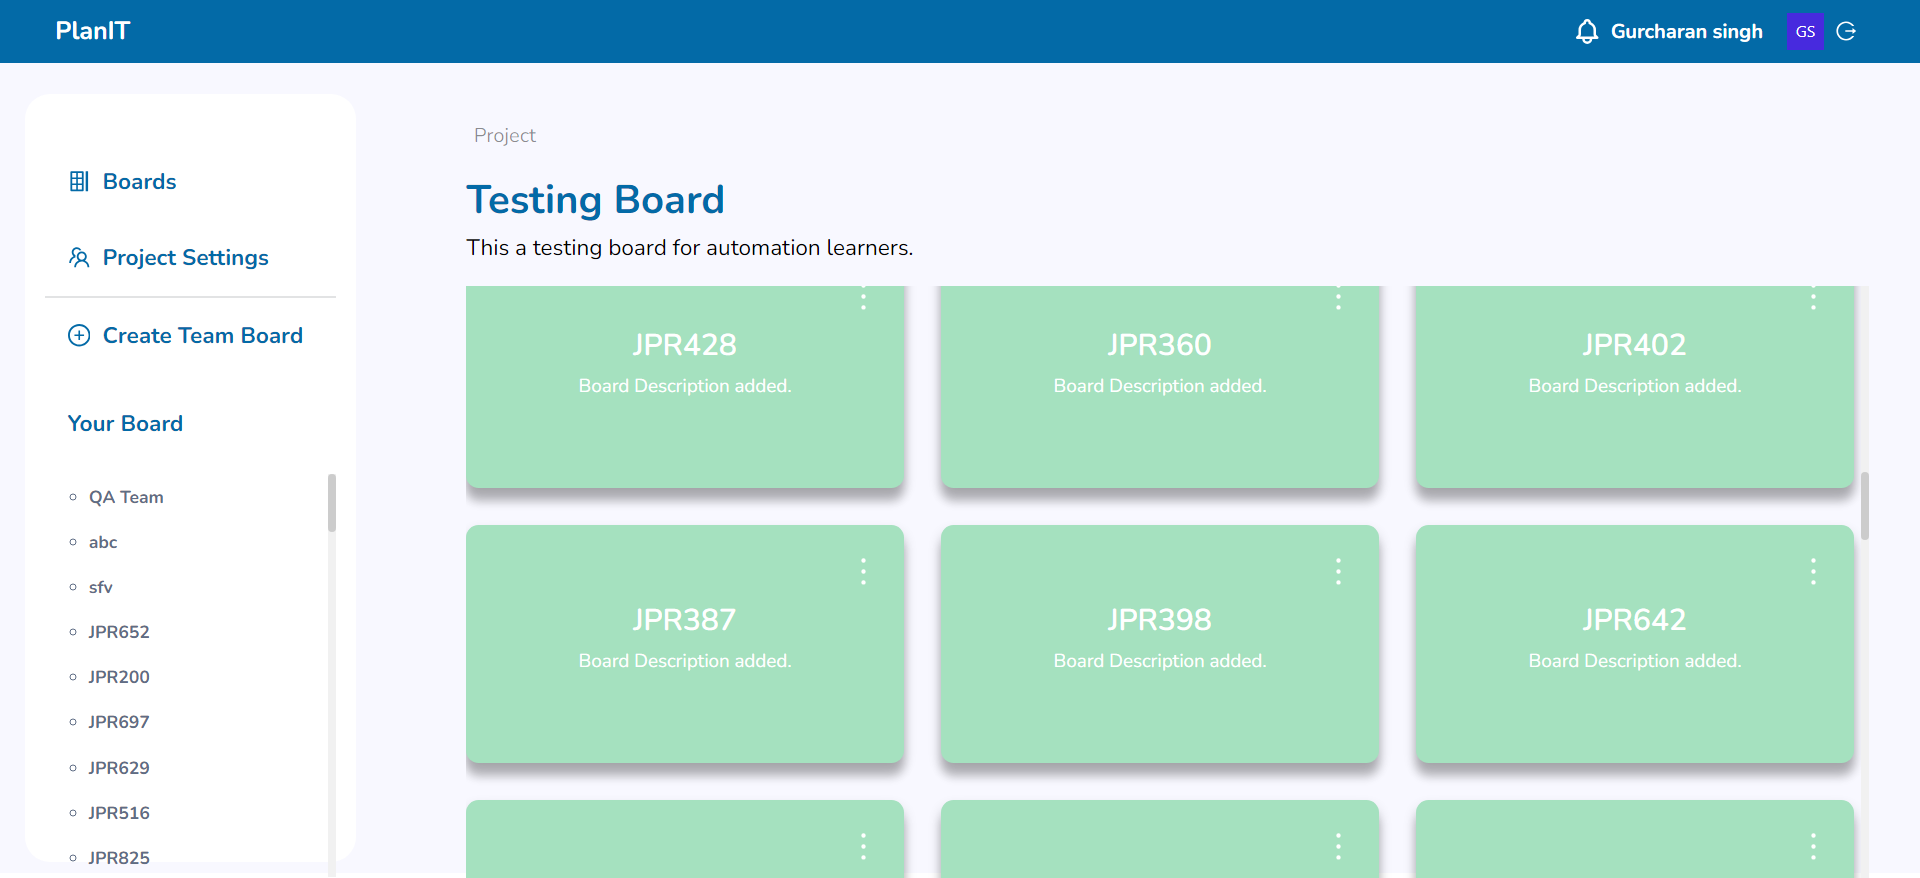 PlanIT
Gurcharan singh
GS
Boards
Project Settings
Create Team Board
Your Board
QA Team
abc
sfv
JPR652
JPR200
JPR697
JPR629
JPR516
JPR825
Project
Testing Board
This a testing board for automation learners.
JPR428
Board Description added.
JPR360
Board Description added.
JPR402
Board Description added.
JPR387
Board Description added.
JPR398
Board Description added.
JPR642
Board Description added.